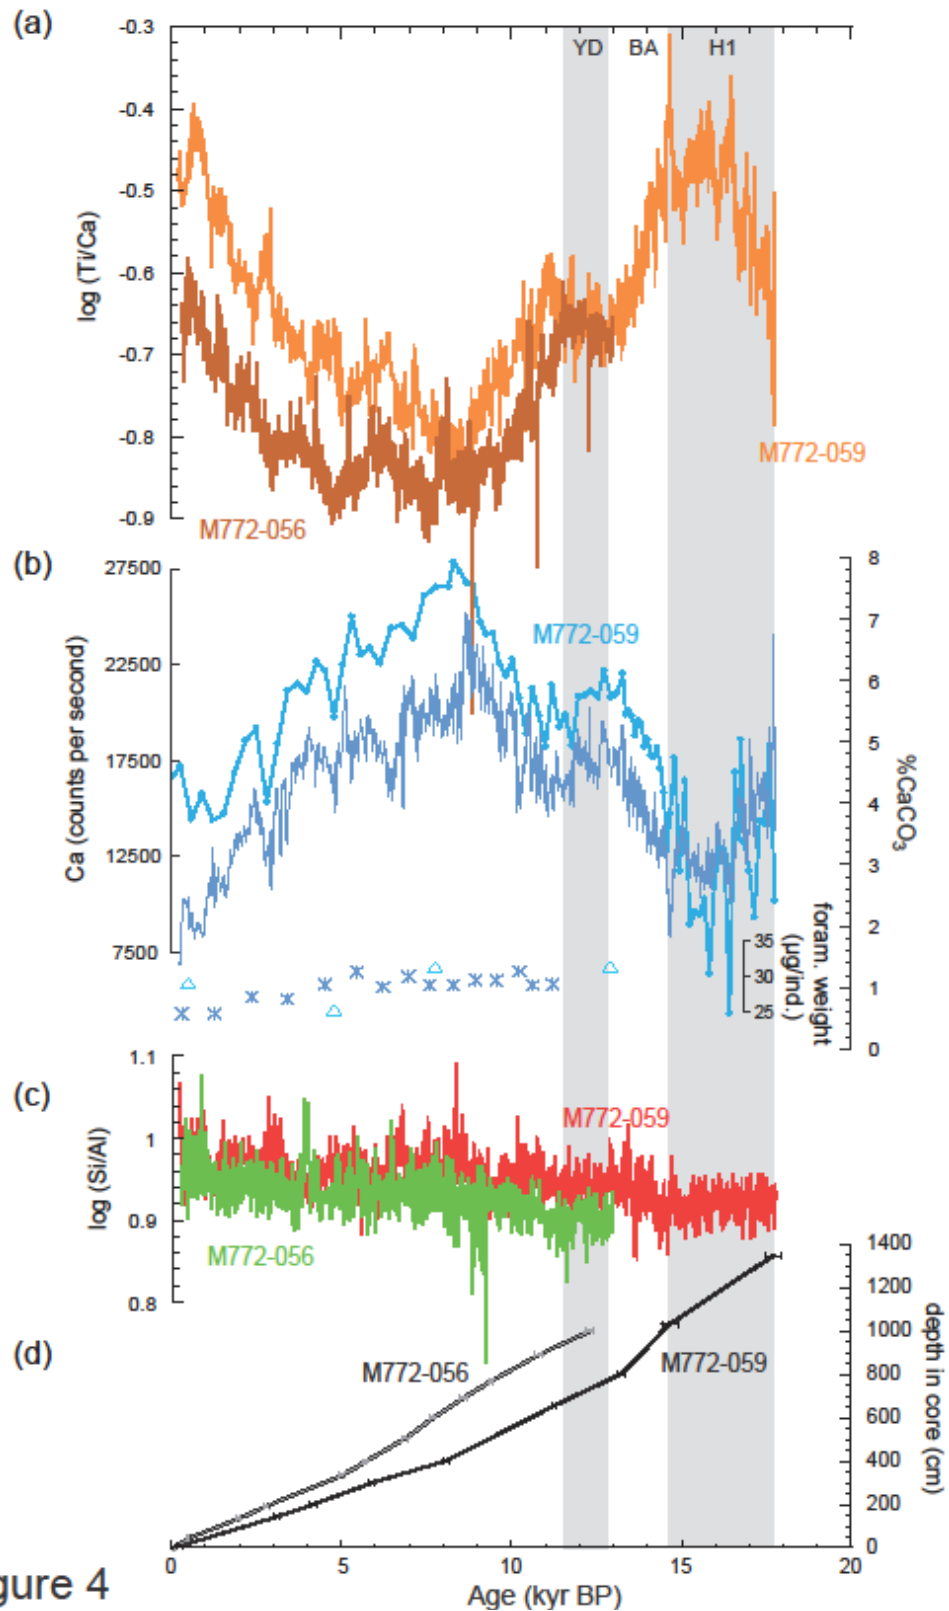 (a)
-0.3
-0.4
-0.5
-0.6
-0.7
-0.8
-0.9
log (Ti/Ca)
YD
BA
H1
M772-059
M772-056
(b)
27500
22500
17500
12500
7500
Ca (counts per second)
M772-059
8
7
6
5
4
3
2
1
0
%CaCO3
35
30
25
foram. weight
(µg/ind.)
(c)
1.1
1
0.9
0.8
log (Si/Al)
M772-059
M772-056
(d)
M772-056
M772-059
1400
1200
1000
800
600
400
200
0
depth in core (cm)
0
5
10
15
20
Age (kyr BP)
gure 4